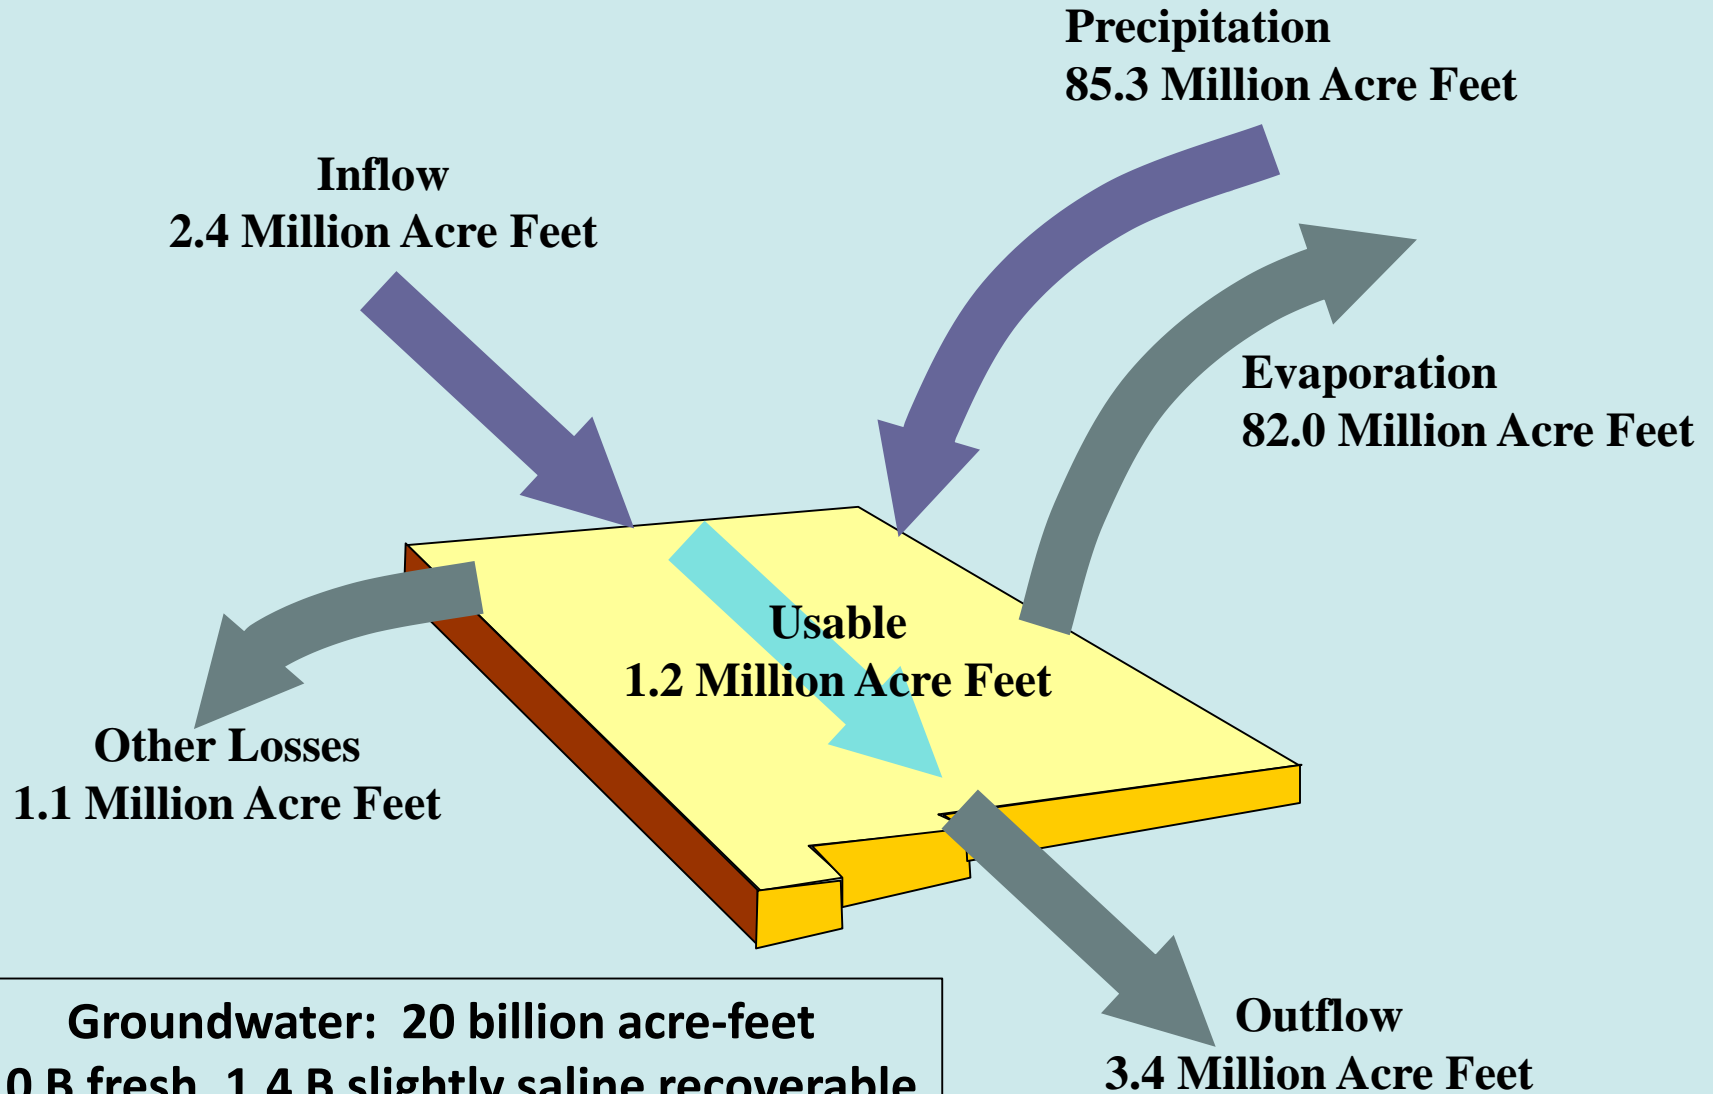 Precipitation
85.3 Million Acre Feet
Inflow
2.4 Million Acre Feet
Evaporation
82.0 Million Acre Feet
Usable
1.2 Million Acre Feet
Other Losses
1.1 Million Acre Feet
Groundwater: 20 billion acre-feet
0 B fresh, 1.4 B slightly saline recoverable
Outflow
3.4 Million Acre Feet